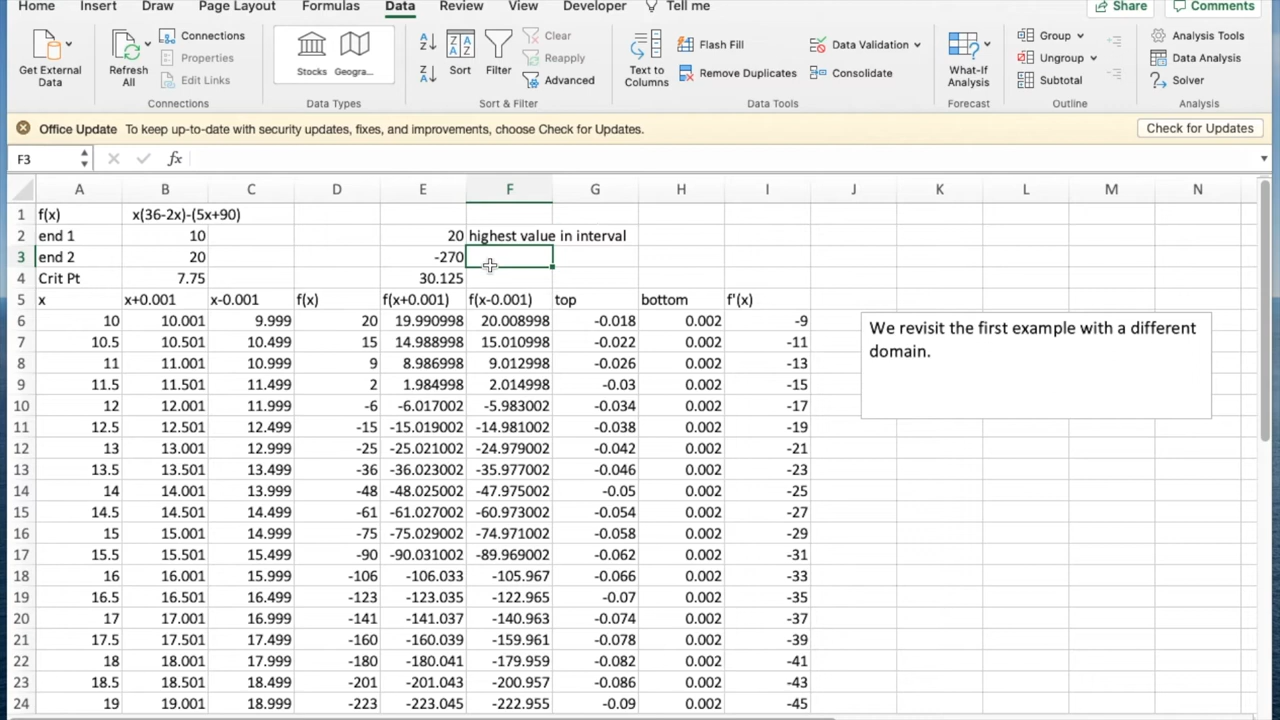 Home Insert Draw Page Layout Formulas Data Review View Developer Tell me Share Comments
Connections Clear Flash Fill Data Validation Group Analysis Tools
Properties Reapply Ungroup Data Analysis
Get External Data Refresh All Edit Links Stocks Geogra... Sort Filter Advanced Text to Columns Remove Duplicates Consolidate What-If Analysis Subtotal Solver
Connections Data Types Sort & Filter Data Tools Forecast Outline Analysis
Office Update To keep up-to-date with security updates, fixes, and improvements, choose Check for Updates. Check for Updates
F3 fx
A B C D E F G H I J K L M N
1 f(x) x(36-2x)-(5x+90)
2 end 1 10 20 highest value in interval
3 end 2 20 -270
4 Crit Pt 7.75 30.125
5 x x+0.001 x-0.001 f(x) f(x+0.001) f(x-0.001) top bottom f'(x)
6 10 10.001 9.999 20 19.990998 20.008998 -0.018 0.002 -9
7 10.5 10.501 10.499 15 14.988998 15.010998 -0.022 0.002 -11
8 11 11.001 10.999 9 8.986998 9.012998 -0.026 0.002 -13
9 11.5 11.501 11.499 2 1.984998 2.014998 -0.03 0.002 -15
10 12 12.001 11.999 -6 -6.017002 -5.983002 -0.034 0.002 -17
11 12.5 12.501 12.499 -15 -15.019002 -14.981002 -0.038 0.002 -19
12 13 13.001 12.999 -25 -25.021002 -24.979002 -0.042 0.002 -21
13 13.5 13.501 13.499 -36 -36.023002 -35.977002 -0.046 0.002 -23
14 14 14.001 13.999 -48 -48.025002 -47.975002 -0.05 0.002 -25
15 14.5 14.501 14.499 -61 -61.027002 -60.973002 -0.054 0.002 -27
16 15 15.001 14.999 -75 -75.029002 -74.971002 -0.058 0.002 -29
17 15.5 15.501 15.499 -90 -90.031002 -89.969002 -0.062 0.002 -31
18 16 16.001 15.999 -106 -106.033 -105.967 -0.066 0.002 -33
19 16.5 16.501 16.499 -123 -123.035 -122.965 -0.07 0.002 -35
20 17 17.001 16.999 -141 -141.037 -140.963 -0.074 0.002 -37
21 17.5 17.501 17.499 -160 -160.039 -159.961 -0.078 0.002 -39
22 18 18.001 17.999 -180 -180.041 -179.959 -0.082 0.002 -41
23 18.5 18.501 18.499 -201 -201.043 -200.957 -0.086 0.002 -43
24 19 19.001 18.999 -223 -223.045 -222.955 -0.09 0.002 -45
We revisit the first example with a different
domain.